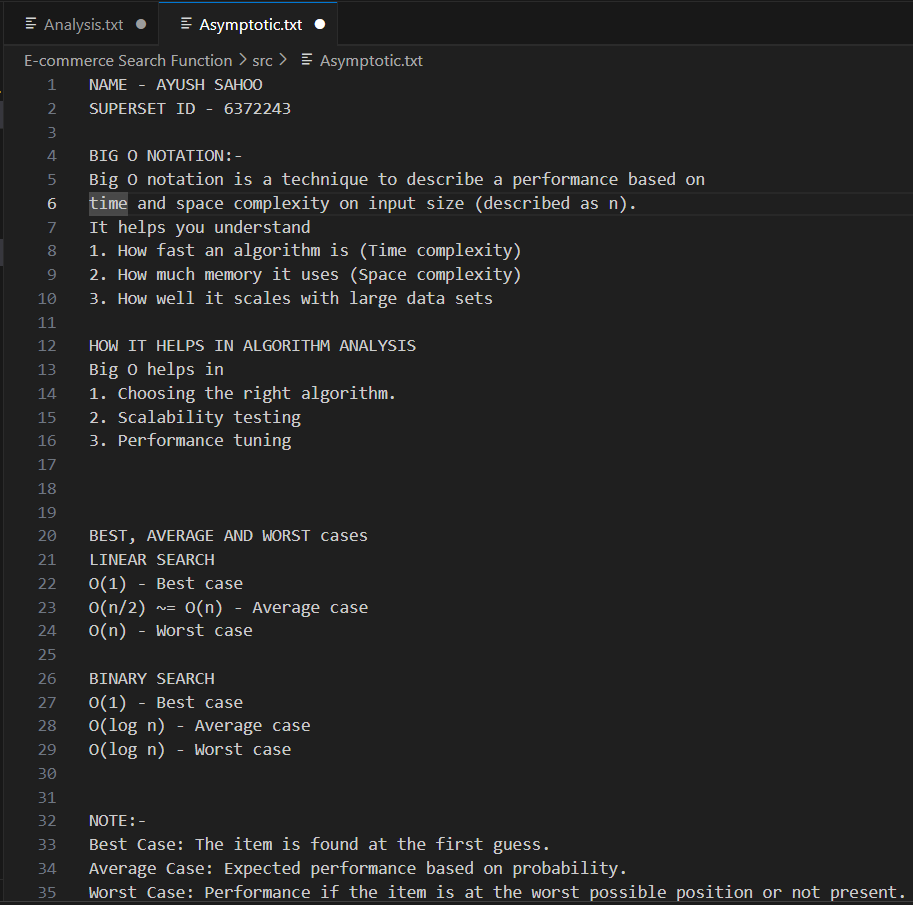 Analysis.txt Asymptotic.txt
E-commerce Search Function > src > Asymptotic.txt
1 NAME - AYUSH SAHOO
2 SUPERSET ID - 6372243
3
4 BIG O NOTATION:-
5 Big O notation is a technique to describe a performance based on
6 time and space complexity on input size (described as n).
7 It helps you understand
8 1. How fast an algorithm is (Time complexity)
9 2. How much memory it uses (Space complexity)
10 3. How well it scales with large data sets
11
12 HOW IT HELPS IN ALGORITHM ANALYSIS
13 Big O helps in
14 1. Choosing the right algorithm.
15 2. Scalability testing
16 3. Performance tuning
17
18
19
20 BEST, AVERAGE AND WORST cases
21 LINEAR SEARCH
22 O(1) - Best case
23 O(n/2) ~= O(n) - Average case
24 O(n) - Worst case
25
26 BINARY SEARCH
27 O(1) - Best case
28 O(log n) - Average case
29 O(log n) - Worst case
30
31
32 NOTE:-
33 Best Case: The item is found at the first guess.
34 Average Case: Expected performance based on probability.
35 Worst Case: Performance if the item is at the worst possible position or not present.